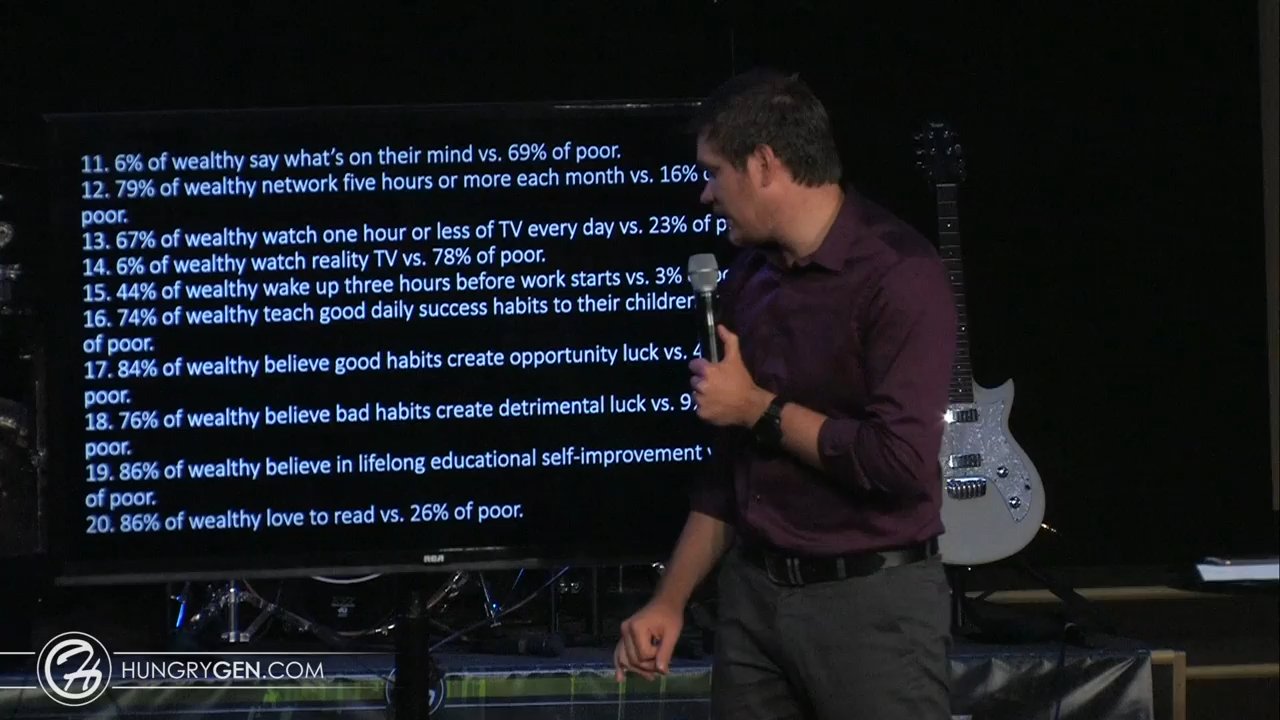 11. 6% of wealthy say what's on their mind vs. 69% of poor.
12. 79% of wealthy network five hours or more each month vs. 16%
poor.
13. 67% of wealthy watch one hour or less of TV every day vs. 23% of
14. 6% of wealthy watch reality TV vs. 78% of poor.
15. 44% of wealthy wake up three hours before work starts vs. 3%
16. 74% of wealthy teach good daily success habits to their children
of poor.
17. 84% of wealthy believe good habits create opportunity luck vs.
poor.
18. 76% of wealthy believe bad habits create detrimental luck vs.
poor.
19. 86% of wealthy believe in lifelong educational self-improvement
of poor.
20. 86% of wealthy love to read vs. 26% of poor.
RCA
HUNGRYGEN.COM